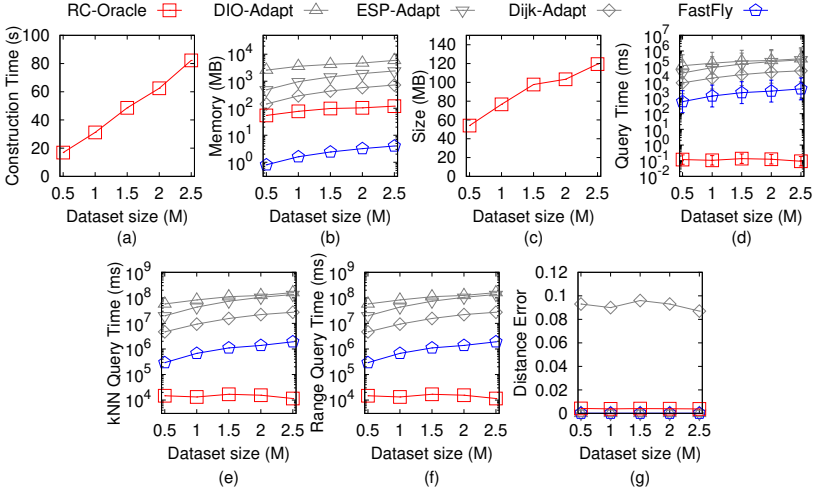 RC-Oracle DIO-Adapt ESP-Adapt Dijk-Adapt FastFly
Construction Time (s)
100
80
60
40
20
0
0.5 1 1.5 2 2.5
Dataset size (M)
(a)
Memory (MB)
10^4
10^3
10^2
10^1
10^0
0.5 1 1.5 2 2.5
Dataset size (M)
(b)
Size (MB)
140
120
100
80
60
40
20
0
0.5 1 1.5 2 2.5
Dataset size (M)
(c)
Query Time (ms)
10^7
10^6
10^5
10^4
10^3
10^2
10^1
10^0
10^-1
10^-2
0.5 1 1.5 2 2.5
Dataset size (M)
(d)
kNN Query Time (ms)
10^9
10^8
10^7
10^6
10^5
10^4
0.5 1 1.5 2 2.5
Dataset size (M)
(e)
Range Query Time (ms)
10^9
10^8
10^7
10^6
10^5
10^4
0.5 1 1.5 2 2.5
Dataset size (M)
(f)
Distance Error
0.12
0.1
0.08
0.06
0.04
0.02
0
0.5 1 1.5 2 2.5
Dataset size (M)
(g)